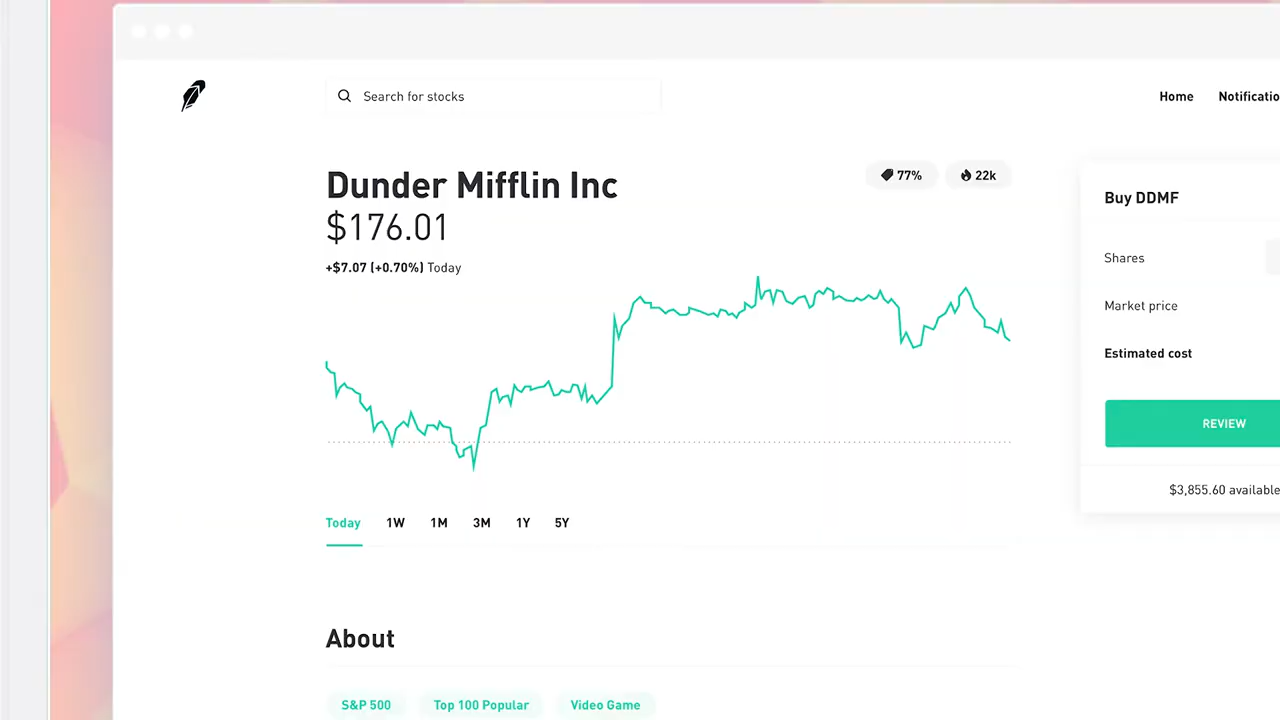 Search for stocks
Home Notificatio
Dunder Mifflin Inc
77% 22k
$176.01
+$7.07 (+0.70%) Today
Buy DDMF
Shares
Market price
Estimated cost
REVIEW
$3,855.60 available
Today 1W 1M 3M 1Y 5Y
About
S&P 500 Top 100 Popular Video Game